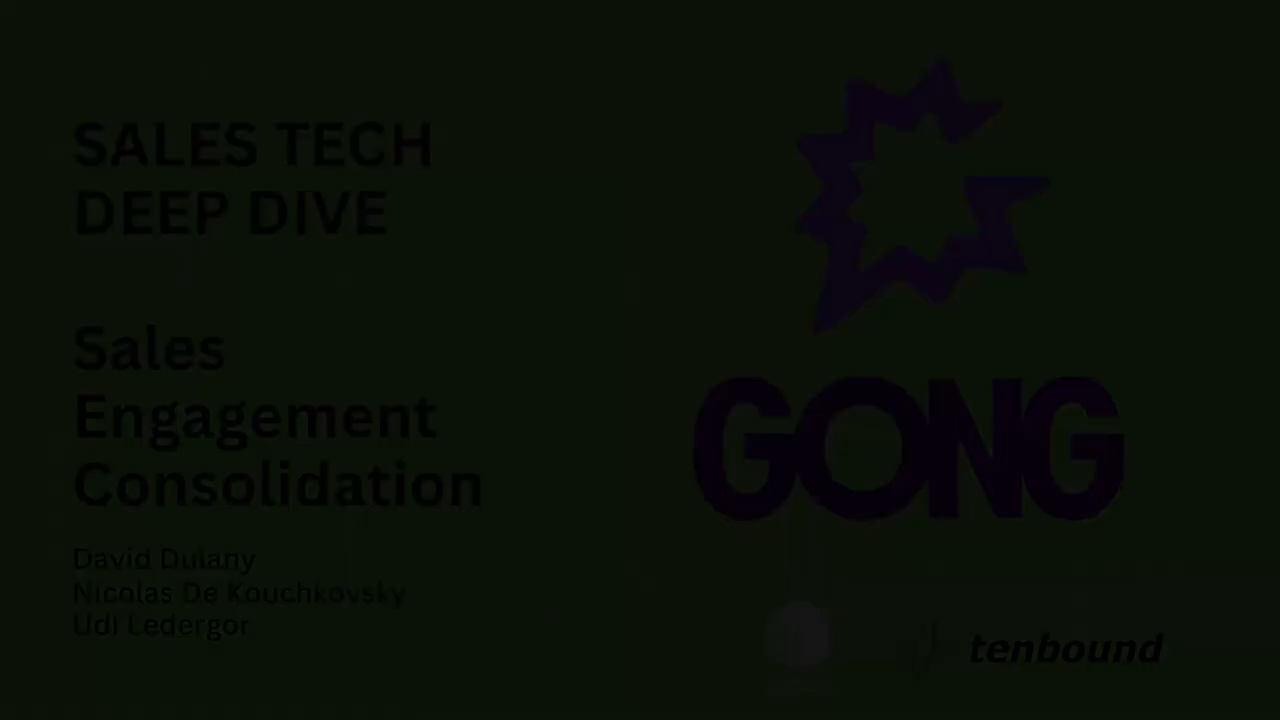 SALES TECH
DEEP DIVE
Sales
Engagement
Consolidation
David Dulany
Nicolas De Kouchkovsky
Udi Ledergor
GONG
tenbound